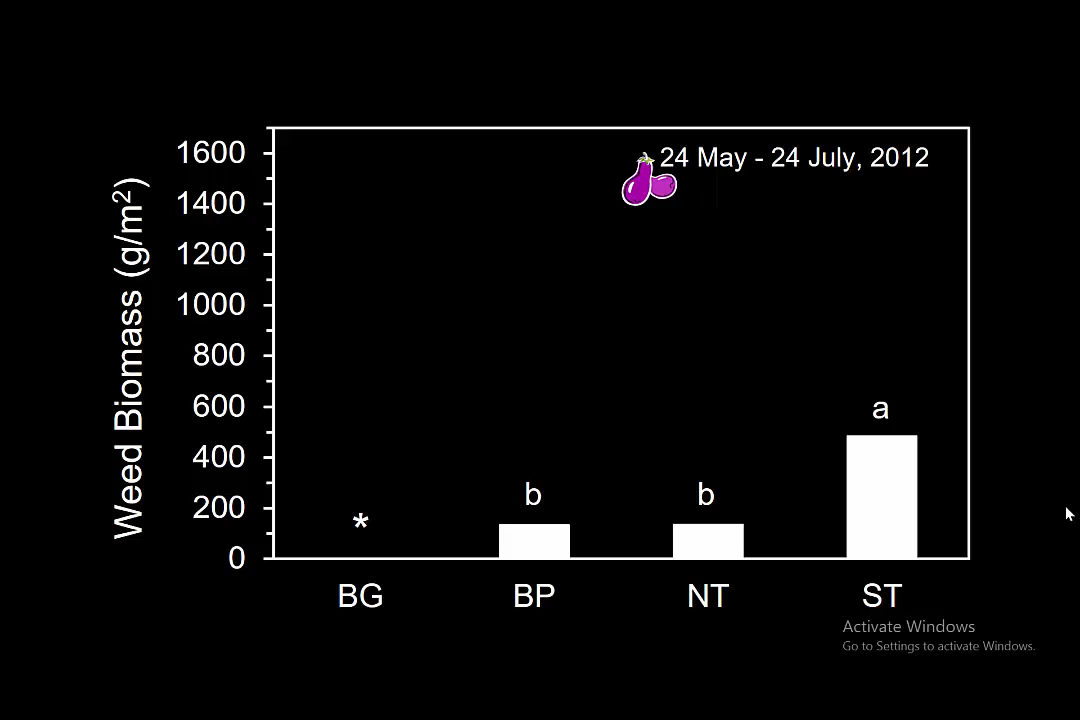 24 May - 24 July, 2012
Weed Biomass (g/m²)
1600
1400
1200
1000
800
600
400
200
0
*
b
b
a
BG
BP
NT
ST
Activate Windows
Go to Settings to activate Windows.